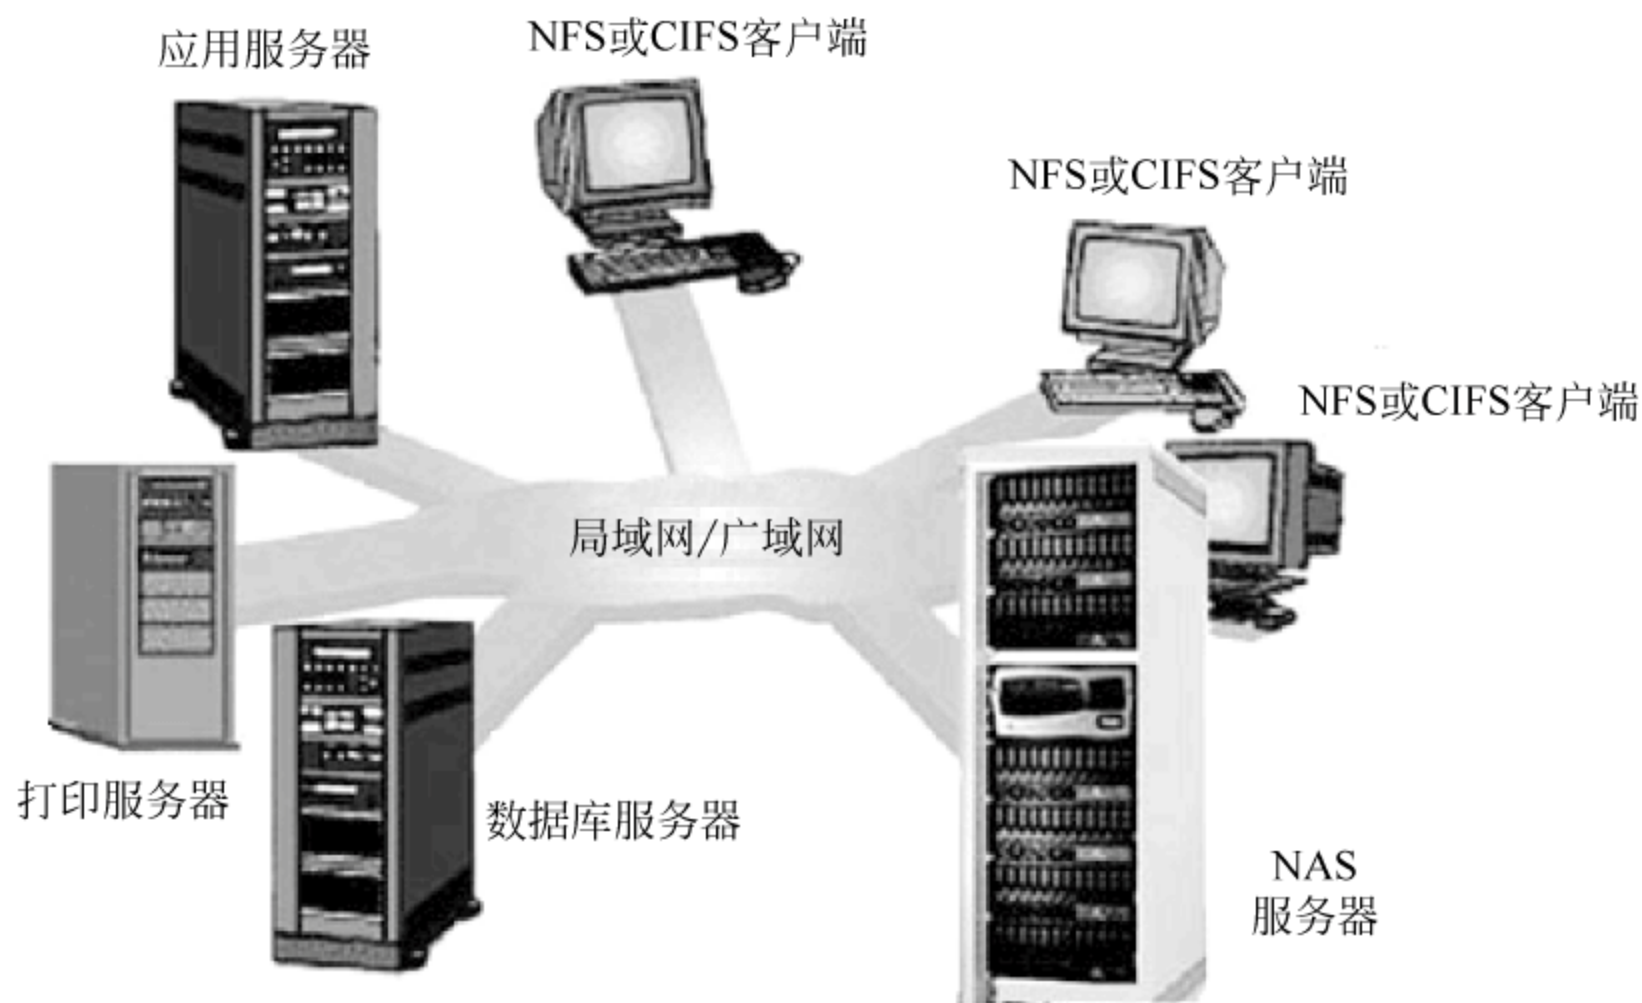 应用服务器
NFS或CIFS客户端
NFS或CIFS客户端
NFS或CIFS客户端
局域网/广域网
打印服务器
数据库服务器
NAS
服务器